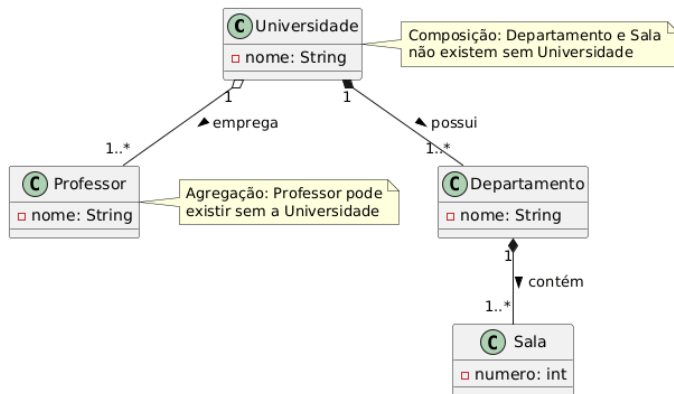 C Universidade
nome: String
Composição: Departamento e Sala
não existem sem Universidade
1
1
emprega
possui
1..*
1..*
C Professor
nome: String
Agregação: Professor pode
existir sem a Universidade
C Departamento
nome: String
1
contém
1..*
C Sala
numero: int